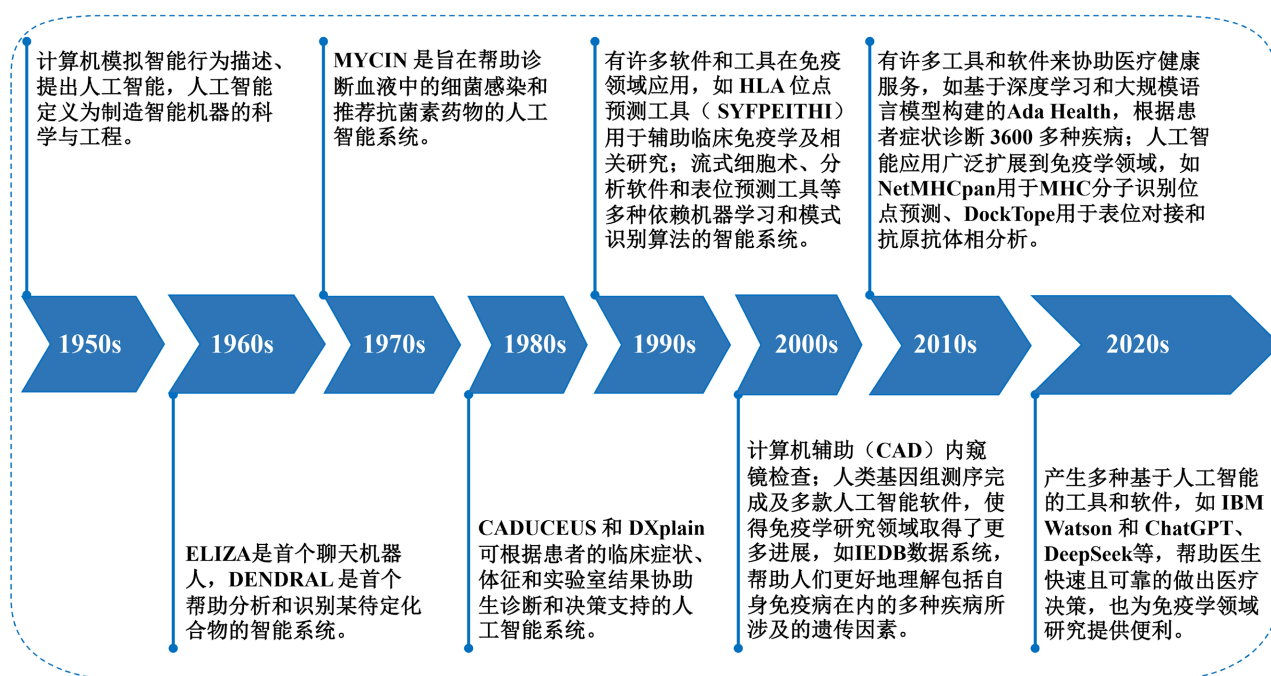 计算机模拟智能行为描述、
提出人工智能，人工智能
定义为制造智能机器的科
学与工程。
MYCIN 是旨在帮助诊
断血液中的细菌感染和
推荐抗菌素药物的人工
智能系统。
有许多软件和工具在免疫
领域应用，如 HLA 位点
预测工具（ SYFPEITHI）
用于辅助临床免疫学及相
关研究；流式细胞术、分
析软件和表位预测工具等
多种依赖机器学习和模式
识别算法的智能系统。
有许多工具和软件来协助医疗健康
服务，如基于深度学习和大规模语
言模型构建的Ada Health，根据患
者症状诊断 3600 多种疾病；人工智
能应用广泛扩展到免疫学领域，如
NetMHCpan用于MHC分子识别位
点预测、DockTope用于表位对接和
抗原抗体相分析。
1950s
1960s
1970s
1980s
1990s
2000s
2010s
2020s
ELIZA是首个聊天机器
人，DENDRAL 是首个
帮助分析和识别某待定化
合物的智能系统。
CADUCEUS 和 DXplain
可根据患者的临床症状、
体征和实验室结果协助医
生诊断和决策支持的人
工智能系统。
计算机辅助（CAD）内窥
镜检查；人类基因组测序完
成及多款人工智能软件，使
得免疫学研究领域取得了更
多进展，如IEDB数据系统，
帮助人们更好地理解包括自
身免疫病在内的多种疾病所
涉及的遗传因素。
产生多种基于人工智能
的工具和软件，如 IBM
Watson 和 ChatGPT、
DeepSeek等，帮助医生
快速且可靠的做出医疗
决策，也为免疫学领域
研究提供便利。